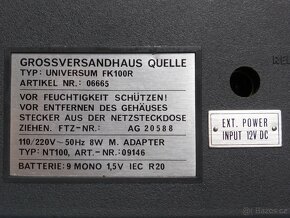 GROSSVERSANDHAUS QUELLE
TYP: UNIVERSUM FK100R
ARTIKEL NR.: 06665
VOR FEUCHTIGKEIT SCHÜTZEN!
VOR ENTFERNEN DES GEHÄUSES
STECKER AUS DER NETZSTECKDOSE
ZIEHEN. FTZ-NR.: AG 20588
110/220V~50Hz 8W M. ADAPTER
TYP: NT100, ART.-NR.: 09146
BATTERIE: 9 MONO 1,5V IEC R20
EXT. POWER
INPUT 12V DC